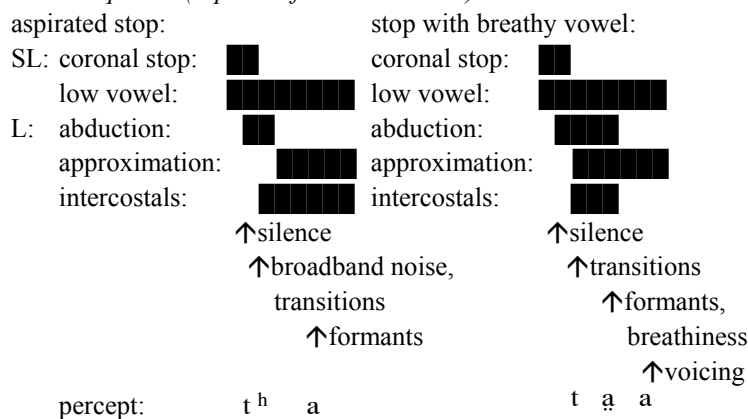 aspirated stop: stop with breathy vowel:
SL: coronal stop: coronal stop:
low vowel: low vowel:
L: abduction: abduction:
approximation: approximation:
intercostals: intercostals:
↑silence ↑silence
↑broadband noise, ↑transitions
transitions ↑formants,
↑formants breathiness
↑voicing
percept: t ʰ a t a̤ a